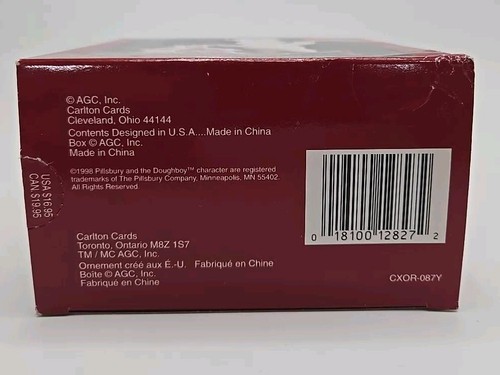 © AGC, Inc.
Carlton Cards
Cleveland, Ohio 44144
Contents Designed in U.S.A....Made in China
Box © AGC, Inc.
Made in China
©1998 Pillsbury and the Doughboy™ character are registered
trademarks of The Pillsbury Company, Minneapolis, MN 55402.
All Rights Reserved.
USA $16.95
CAN. $19.95
0 18100 12827 2
Carlton Cards
Toronto, Ontario M8Z 1S7
TM / MC AGC, Inc.
Ornement créé aux É.-U. Fabriqué en Chine
Boîte © AGC, Inc.
Fabriqué en Chine
CXOR-087Y